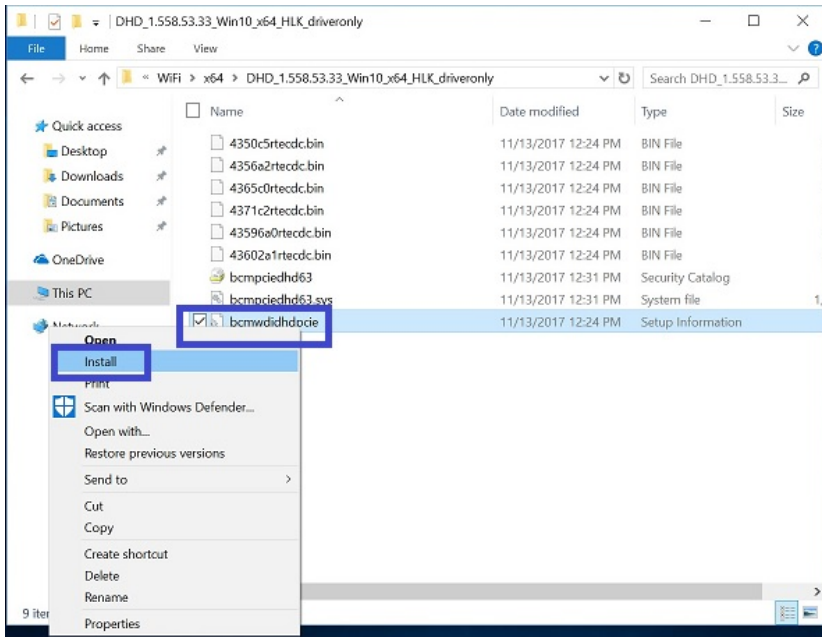 DHD_1.558.53.33_Win10_x64_HLK_driveronly
File Home Share View
« WiFi > x64 > DHD_1.558.53.33_Win10_x64_HLK_driveronly Search DHD_1.558.53.3...
Name Date modified Type Size
Quick access
Desktop
Downloads
Documents
Pictures
OneDrive
This PC
Network
4350c5rtecdc.bin 11/13/2017 12:24 PM BIN File
4356a2rtecdc.bin 11/13/2017 12:24 PM BIN File
4365c0rtecdc.bin 11/13/2017 12:24 PM BIN File
4371c2rtecdc.bin 11/13/2017 12:24 PM BIN File
43596a0rtecdc.bin 11/13/2017 12:24 PM BIN File
43602a1rtecdc.bin 11/13/2017 12:24 PM BIN File
bcmpciedhd63 11/13/2017 12:31 PM Security Catalog
bcmpciedhd63.sys 11/13/2017 12:31 PM System file 1,
bcmwdidhdpcie 11/13/2017 12:24 PM Setup Information
Open
Install
Print
Scan with Windows Defender...
Open with...
Restore previous versions
Send to >
Cut
Copy
Create shortcut
Delete
Rename
Properties